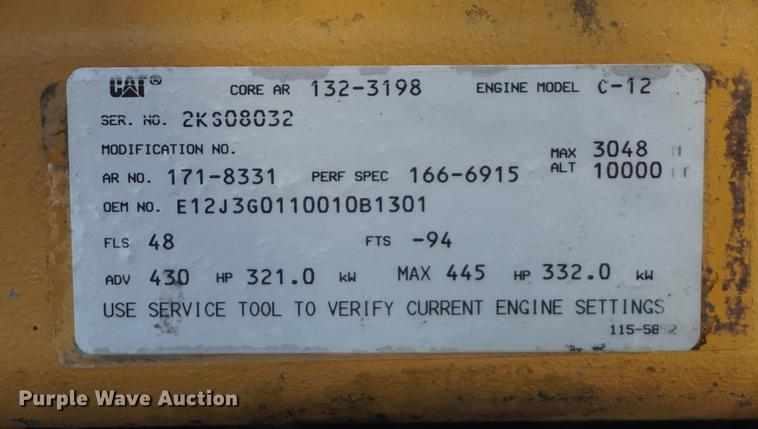 CAT® CORE AR 132-3198 ENGINE MODEL C-12
SER. NO. 2KS08032
MODIFICATION NO.
MAX 3048 M
AR NO. 171-8331 PERF SPEC 166-6915 ALT 10000
OEM NO. E12J3G0110010B1301
FLS 48 FTS -94
ADV 430 HP 321.0 kW MAX 445 HP 332.0 kW
USE SERVICE TOOL TO VERIFY CURRENT ENGINE SETTINGS
Purple Wave Auction